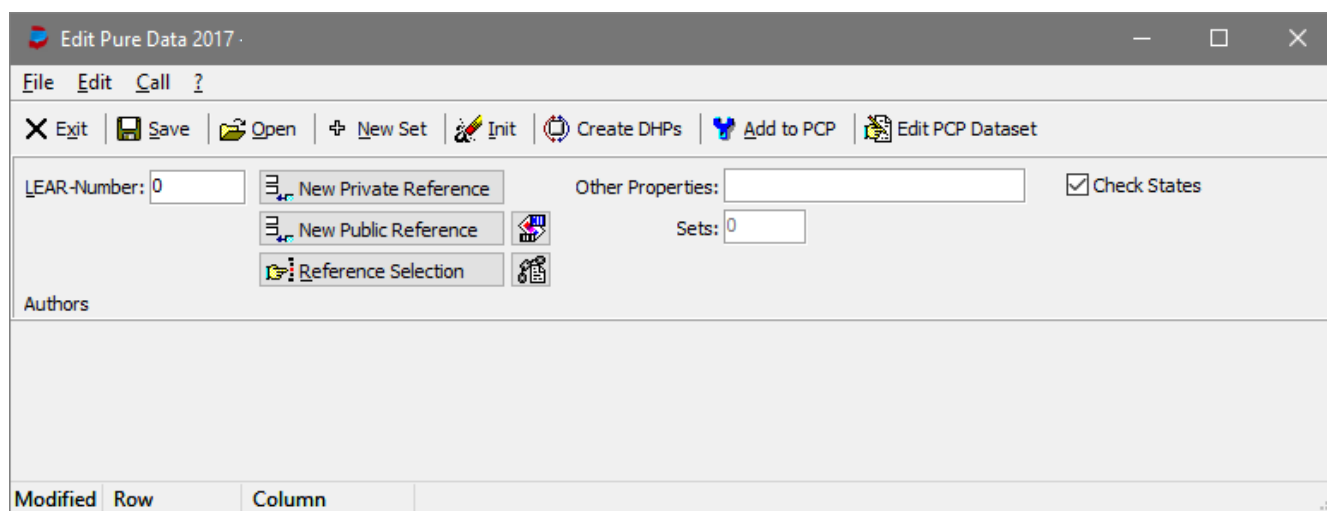 Edit Pure Data 2017 -
File Edit Call ?
Exit Save Open New Set Init Create DHPs Add to PCP Edit PCP Dataset
LEAR-Number: 0 New Private Reference Other Properties: Check States
New Public Reference Sets: 0
Reference Selection
Authors
Modified Row Column